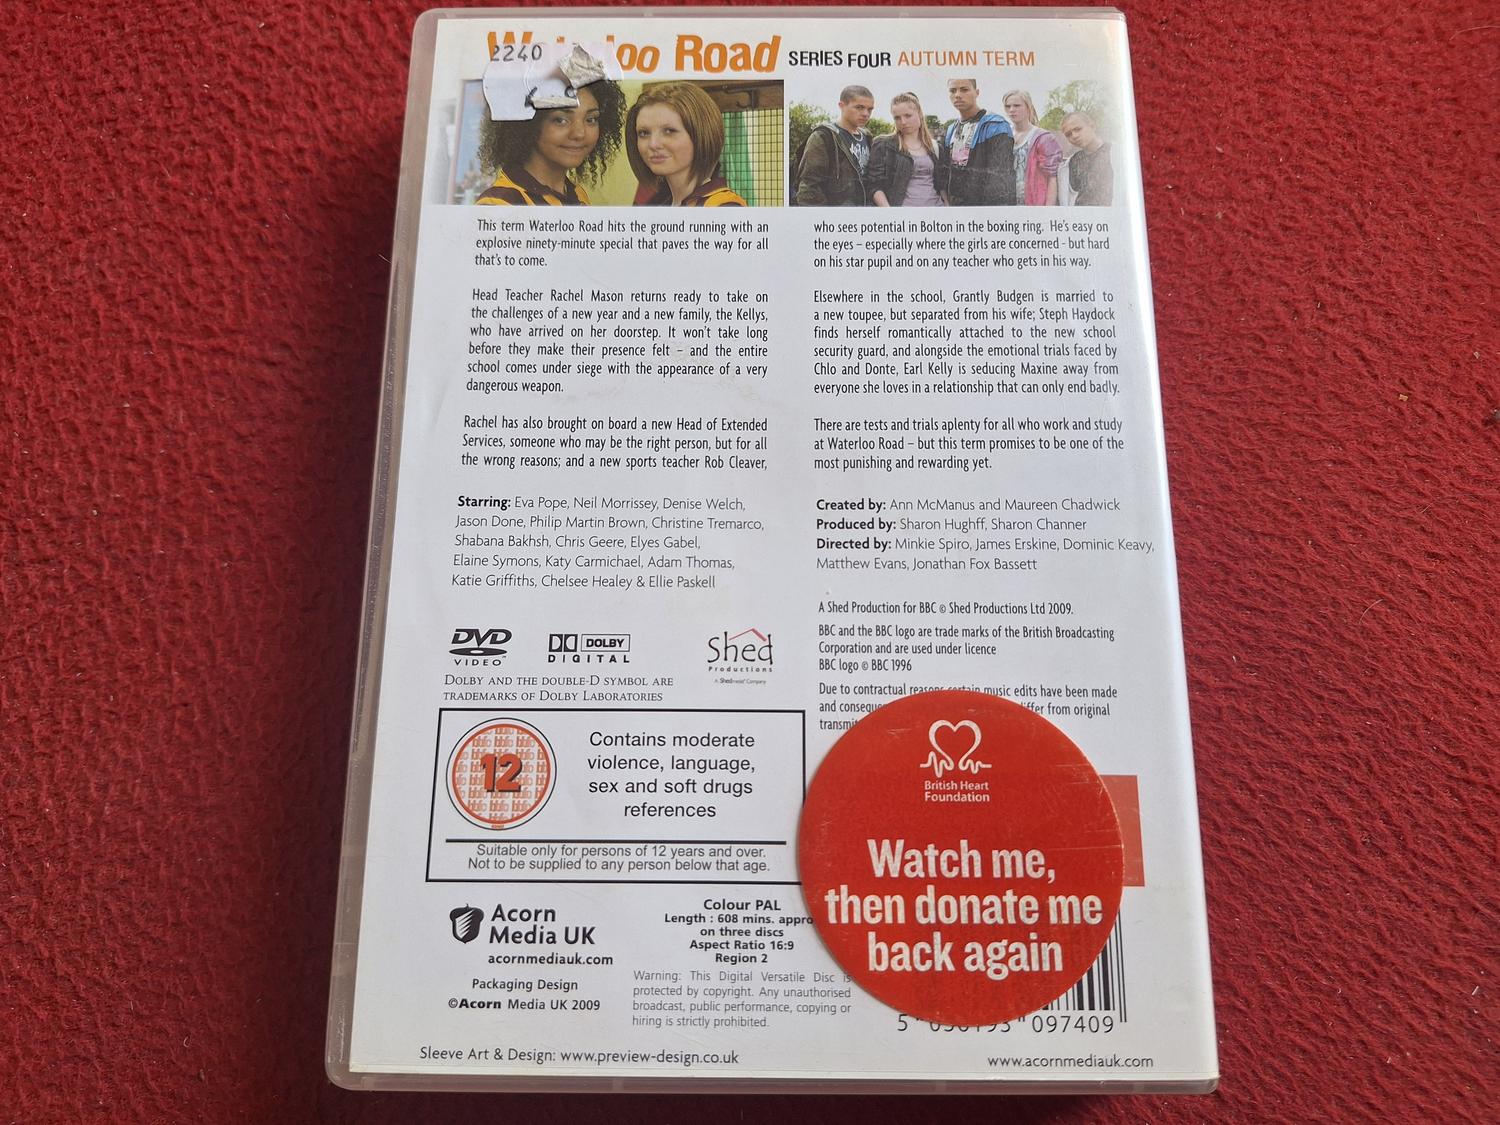 2240
Waterloo Road SERIES FOUR AUTUMN TERM
This term Waterloo Road hits the ground running with an
explosive ninety-minute special that paves the way for all
that's to come.
Head Teacher Rachel Mason returns ready to take on
the challenges of a new year and a new family, the Kellys,
who have arrived on her doorstep. It won't take long
before they make their presence felt – and the entire
school comes under siege with the appearance of a very
dangerous weapon.
Rachel has also brought on board a new Head of Extended
Services, someone who may be the right person, but for all
the wrong reasons; and a new sports teacher Rob Cleaver,
who sees potential in Bolton in the boxing ring. He's easy on
the eyes – especially where the girls are concerned - but hard
on his star pupil and on any teacher who gets in his way.
Elsewhere in the school, Grantly Budgen is married to
a new toupee, but separated from his wife; Steph Haydock
finds herself romantically attached to the new school
security guard, and alongside the emotional trials faced by
Chlo and Donte, Earl Kelly is seducing Maxine away from
everyone she loves in a relationship that can only end badly.
There are tests and trials aplenty for all who work and study
at Waterloo Road – but this term promises to be one of the
most punishing and rewarding yet.
Starring: Eva Pope, Neil Morrissey, Denise Welch,
Jason Done, Philip Martin Brown, Christine Tremarco,
Shabana Bakhsh, Chris Geere, Elyes Gabel,
Elaine Symons, Katy Carmichael, Adam Thomas,
Katie Griffiths, Chelsee Healey & Ellie Paskell
Created by: Ann McManus and Maureen Chadwick
Produced by: Sharon Hughff, Sharon Channer
Directed by: Minkie Spiro, James Erskine, Dominic Keavy,
Matthew Evans, Jonathan Fox Bassett
A Shed Production for BBC © Shed Productions Ltd 2009.
BBC and the BBC logo are trade marks of the British Broadcasting
Corporation and are used under licence
BBC logo © BBC 1996
Due to contractual reasons certain music edits have been made
and conseque ffer from original
transmi
DVD
VIDEO
DOLBY
DIGITAL
Shed
Productions
A Shedmedia Company
DOLBY AND THE DOUBLE-D SYMBOL ARE
TRADEMARKS OF DOLBY LABORATORIES
12
bbfc
Contains moderate
violence, language,
sex and soft drugs
references
Suitable only for persons of 12 years and over.
Not to be supplied to any person below that age.
British Heart
Foundation
Watch me,
then donate me
back again
Acorn
Media UK
acornmediauk.com
Packaging Design
©Acorn Media UK 2009
Colour PAL
Length : 608 mins. appro
on three discs
Aspect Ratio 16:9
Region 2
Warning: This Digital Versatile Disc is
protected by copyright. Any unauthorised
broadcast, public performance, copying or
hiring is strictly prohibited.
5 097409
Sleeve Art & Design: www.preview-design.co.uk
www.acornmediauk.com